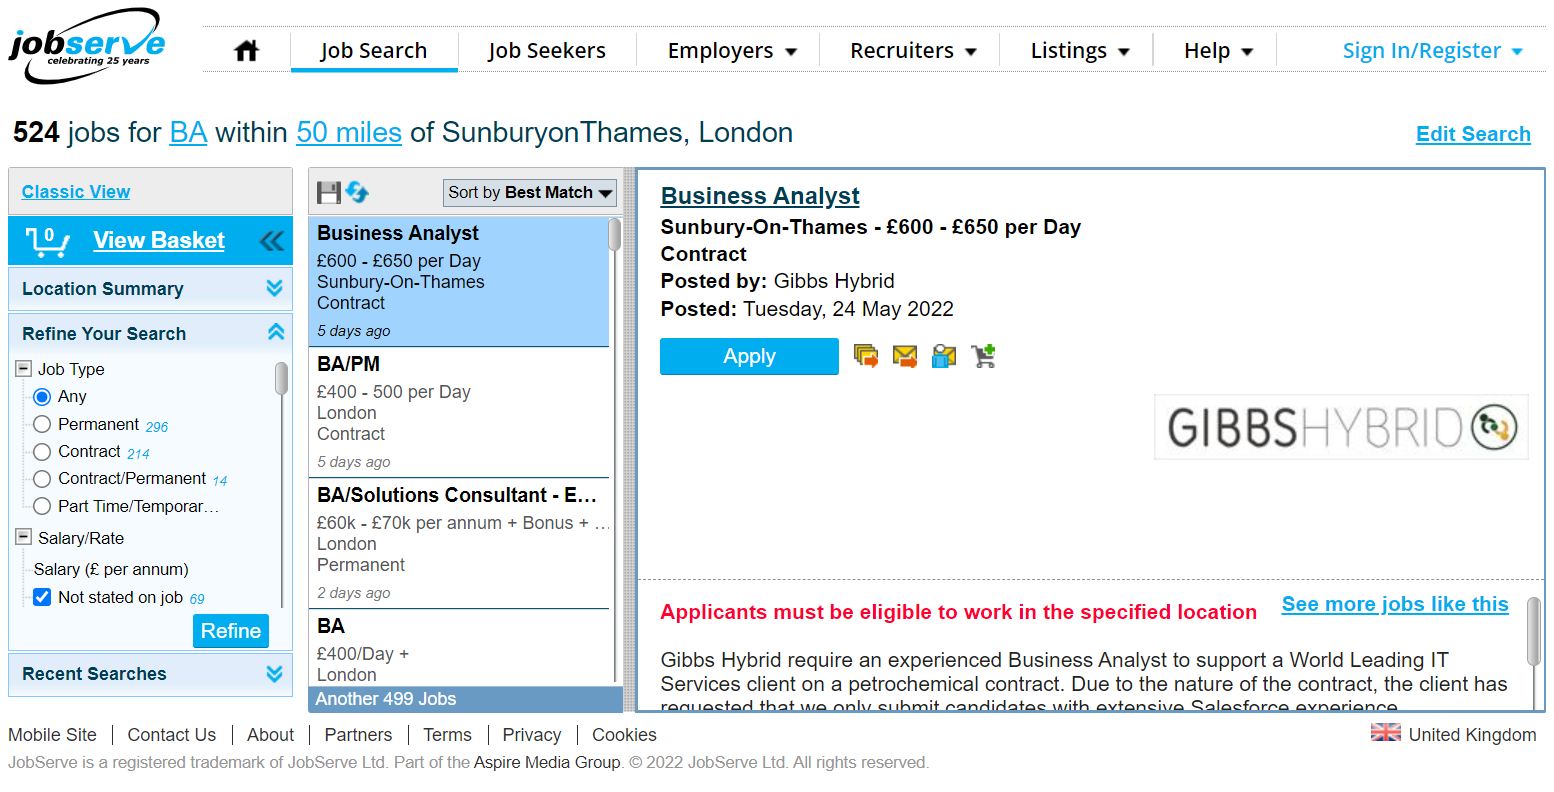 jobserve
celebrating 25 years
Job Search
Job Seekers
Employers
Recruiters
Listings
Help
Sign In/Register
524 jobs for BA within 50 miles of SunburyonThames, London
Edit Search
Classic View
0
View Basket
Location Summary
Refine Your Search
Job Type
Any
Permanent 296
Contract 214
Contract/Permanent 14
Part Time/Temporar…
Salary/Rate
Salary (£ per annum)
Not stated on job 69
Refine
Recent Searches
Sort by Best Match
Business Analyst
£600 - £650 per Day
Sunbury-On-Thames
Contract
5 days ago
BA/PM
£400 - 500 per Day
London
Contract
5 days ago
BA/Solutions Consultant - E…
£60k - £70k per annum + Bonus + …
London
Permanent
2 days ago
BA
£400/Day +
London
Another 499 Jobs
Business Analyst
Sunbury-On-Thames - £600 - £650 per Day
Contract
Posted by: Gibbs Hybrid
Posted: Tuesday, 24 May 2022
Apply
GIBBSHYBRID
Applicants must be eligible to work in the specified location
See more jobs like this
Gibbs Hybrid require an experienced Business Analyst to support a World Leading IT
Services client on a petrochemical contract. Due to the nature of the contract, the client has
requested that we only submit candidates with extensive Salesforce experience
Mobile Site
Contact Us
About
Partners
Terms
Privacy
Cookies
United Kingdom
JobServe is a registered trademark of JobServe Ltd. Part of the Aspire Media Group. © 2022 JobServe Ltd. All rights reserved.